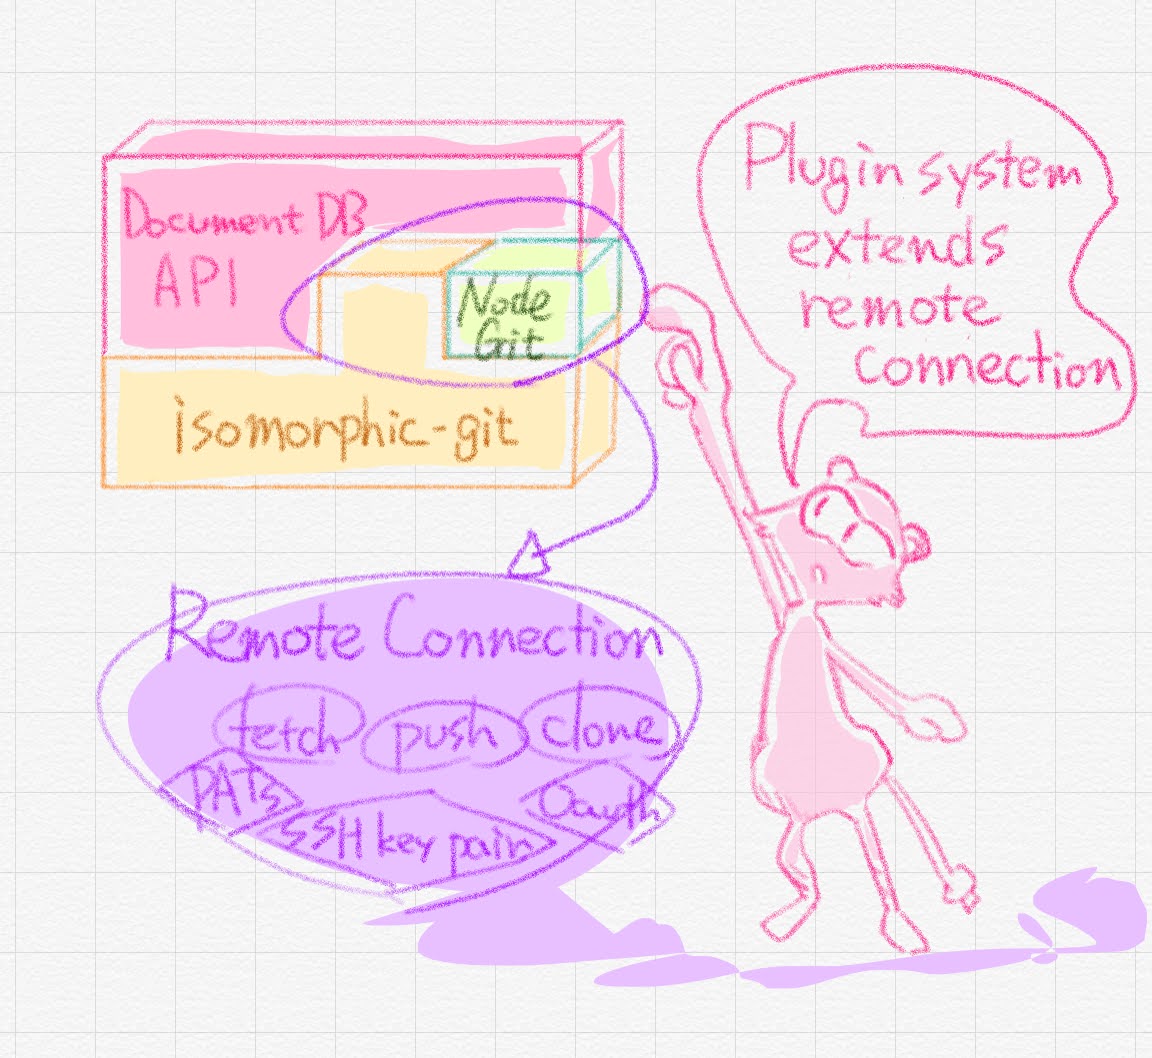 Document DB
API
Node
Git
isomorphic-git
Plugin system
extends
remote
Connection
Remote Connection
fetch push clone
PATs SSH key pain Oauth